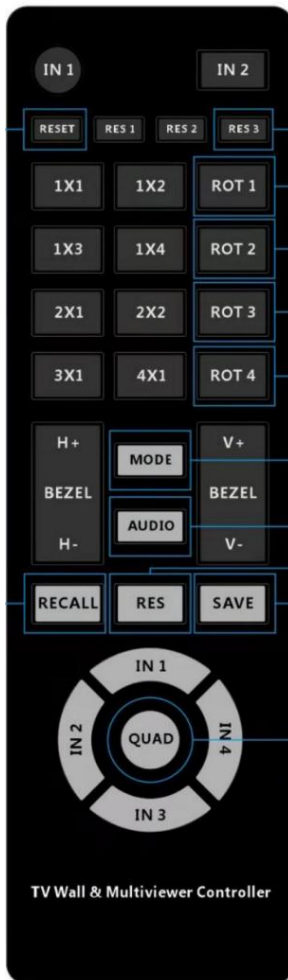 IN 1 IN 2
RESET RES 1 RES 2 RES 3
1X1 1X2 ROT 1
1X3 1X4 ROT 2
2X1 2X2 ROT 3
3X1 4X1 ROT 4
H+ V+
MODE
BEZEL BEZEL
AUDIO
H- V-
RECALL RES SAVE
IN 1
IN 2 QUAD IN 4
IN 3
TV Wall & Multiviewer Controller